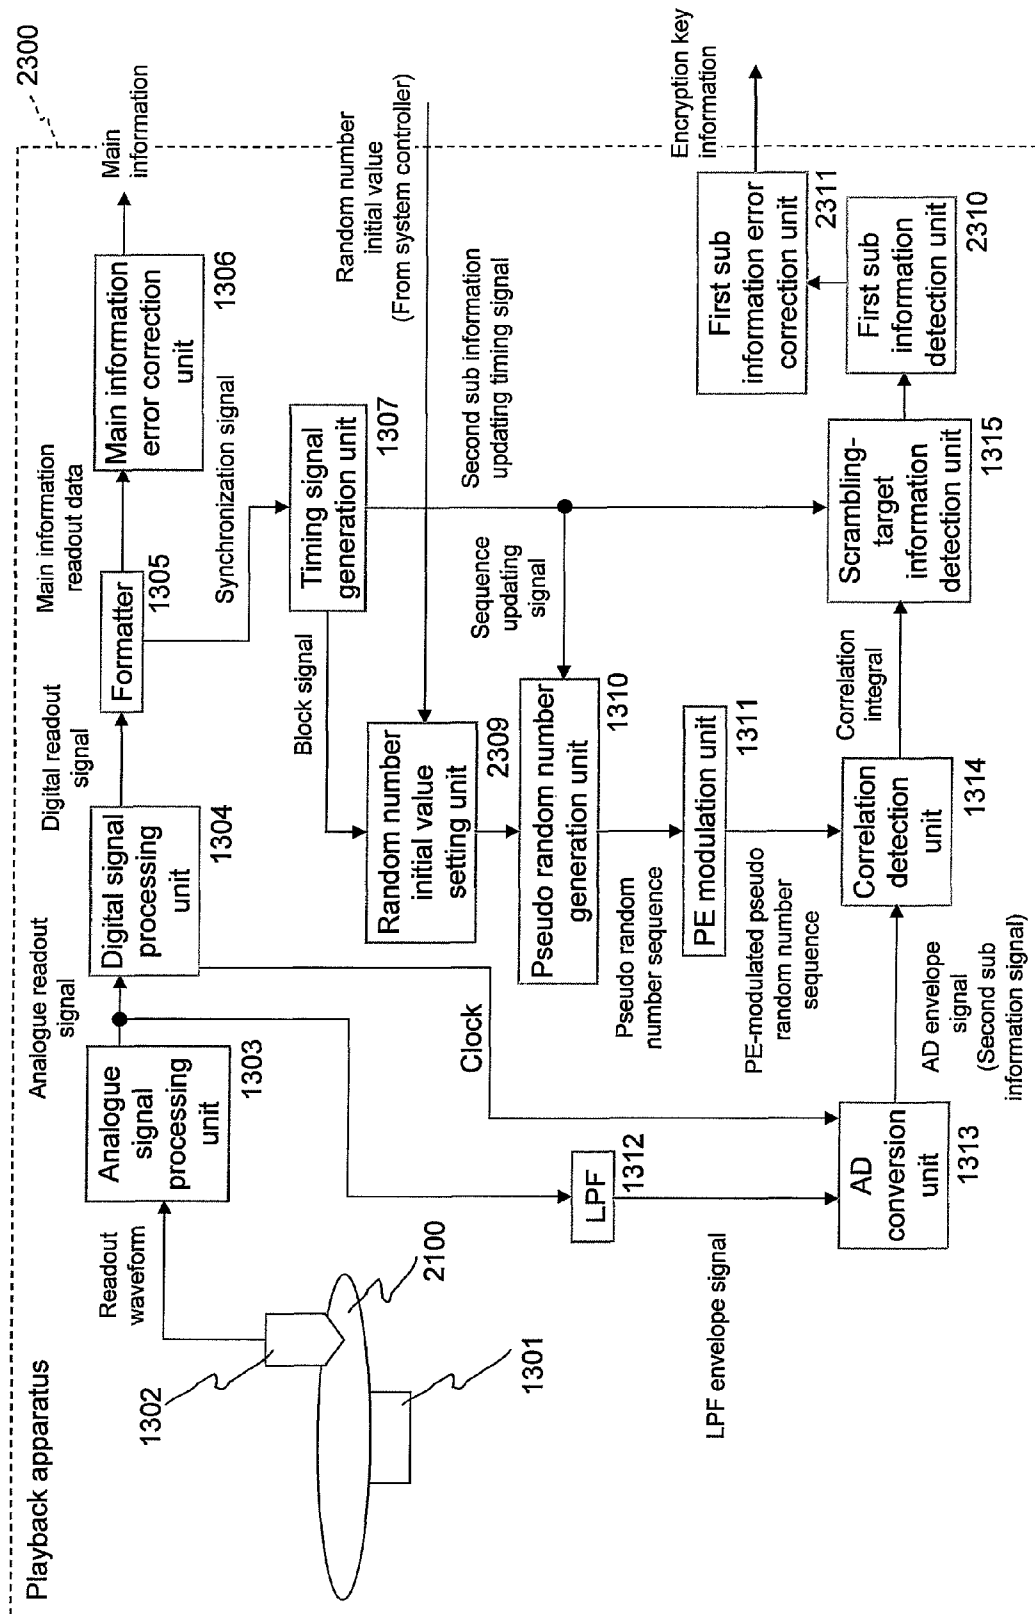 Playback apparatus
2300
Readout
waveform
1302
2100
1301
Analogue
signal
processing
unit
1303
Analogue readout
signal
Digital signal
processing
unit
1304
Digital readout
signal
Formatter
1305
Main information
readout data
Main information
error correction
unit
1306
Main
information
Synchronization signal
Timing signal
generation unit
1307
Block signal
Random number
initial value
(From system controller)
Random number
initial value
setting unit
2309
Second sub information
updating timing signal
Sequence
updating
signal
Pseudo random number
generation unit
1310
Clock
Pseudo random
number sequence
PE modulation unit
1311
PE-modulated pseudo
random number
sequence
LPF
1312
LPF envelope signal
AD
conversion
unit
1313
AD envelope
signal
(Second sub
information signal)
Correlation
detection
unit
1314
Correlation
integral
Scrambling-
target
information
detection unit
1315
First sub
information
detection unit
2310
First sub
information error
correction unit
2311
Encryption key
information